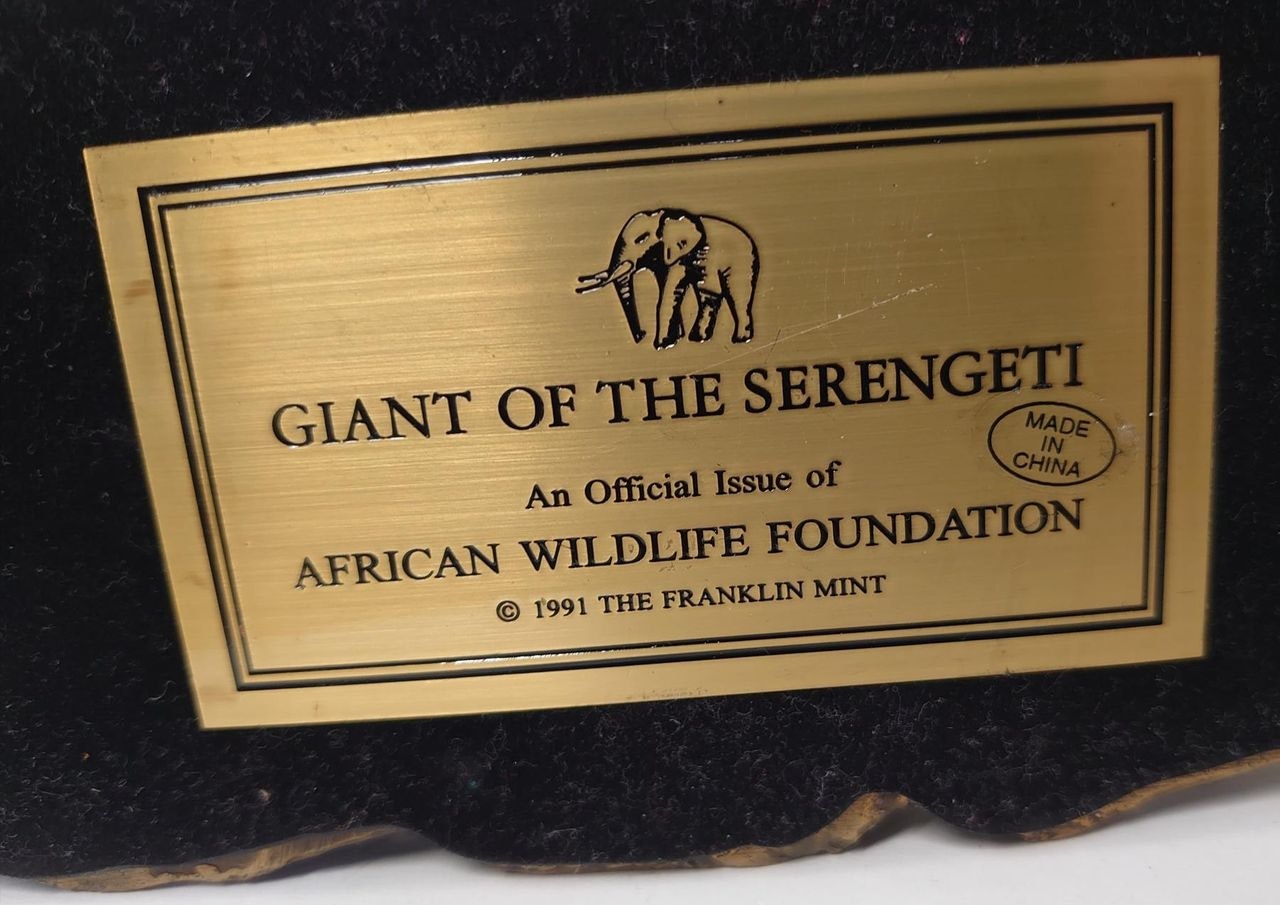 GIANT OF THE SERENGETI
MADE
IN
CHINA
An Official Issue of
AFRICAN WILDLIFE FOUNDATION
© 1991 THE FRANKLIN MINT